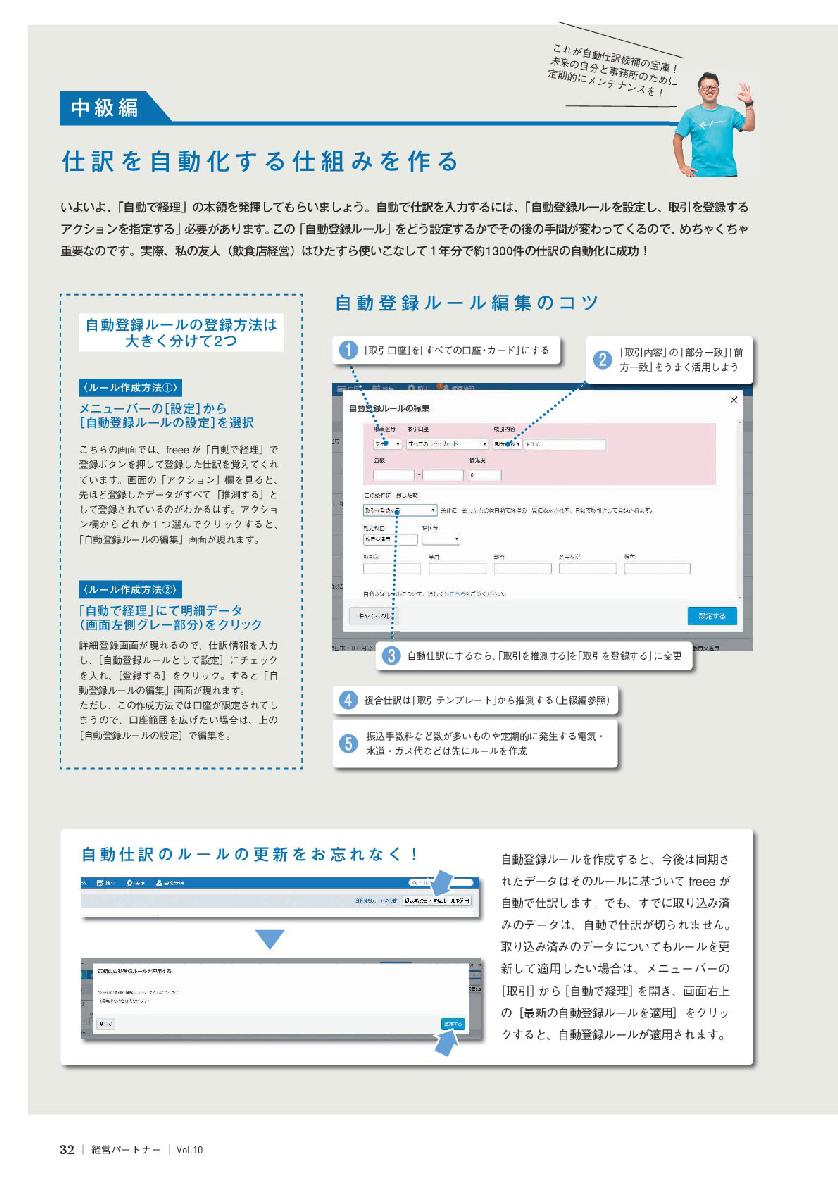 これが自動仕訳候補の宝庫！
未来の自分と事務所のために
定期的にメンテナンスを！
中級編
仕訳を自動化する仕組みを作る
いよいよ、「自動で経理」の本領を発揮してもらいましょう。自動で仕訳を入力するには、「自動登録ルールを設定し、取引を登録する
アクションを指定する」必要があります。この「自動登録ルール」をどう設定するかでその後の手間が変わってくるので、めちゃくちゃ
重要なのです。実際、私の友人（飲食店経営）はひたすら使いこなして1年分で約1300件の仕訳の自動化に成功！
自動登録ルールの登録方法は
大きく分けて2つ
〈ルール作成方法①〉
メニューバーの［設定］から
［自動登録ルールの設定］を選択
こちらの画面では、freee が「自動で経理」で
登録ボタンを押して登録した仕訳を覚えてくれ
ています。画面の「アクション」欄を見ると、
先ほど登録したデータがすべて「推測する」と
して登録されているのがわかるはず。アクショ
ン欄からどれか1つ選んでクリックすると、
「自動登録ルールの編集」画面が現れます。
〈ルール作成方法②〉
「自動で経理」にて明細データ
（画面左側グレー部分）をクリック
詳細登録画面が現れるので、仕訳情報を入力
し、［自動登録ルールとして設定］にチェック
を入れ、［登録する］をクリック。すると「自
動登録ルールの編集」画面が現れます。
ただし、この作成方法では口座が限定されてし
まうので、口座範囲を広げたい場合は、上の
［自動登録ルールの設定］で編集を。
自動登録ルール編集のコツ
1 「取引口座」を「すべての口座・カード」にする
2 「取引内容」の「部分一致」「前
方一致」をうまく活用しよう
自動登録ルールの編集
設定する
3 自動仕訳にするなら、「取引を推測する」を「取引を登録する」に変更
4 複合仕訳は「取引テンプレート」から推測する（上級編参照）
5 振込手数料など数が多いものや定期的に発生する電気・
水道・ガス代などは先にルールを作成
自動仕訳のルールの更新をお忘れなく！
自動登録ルールを作成すると、今後は同期さ
れたデータはそのルールに基づいて freee が
自動で仕訳します。でも、すでに取り込み済
みのデータは、自動で仕訳が切られません。
取り込み済みのデータについてもルールを更
新して適用したい場合は、メニューバーの
［取引］から［自動で経理］を開き、画面右上
の［最新の自動登録ルールを適用］をクリッ
クすると、自動登録ルールが適用されます。
32 | 経営パートナー | Vol.10